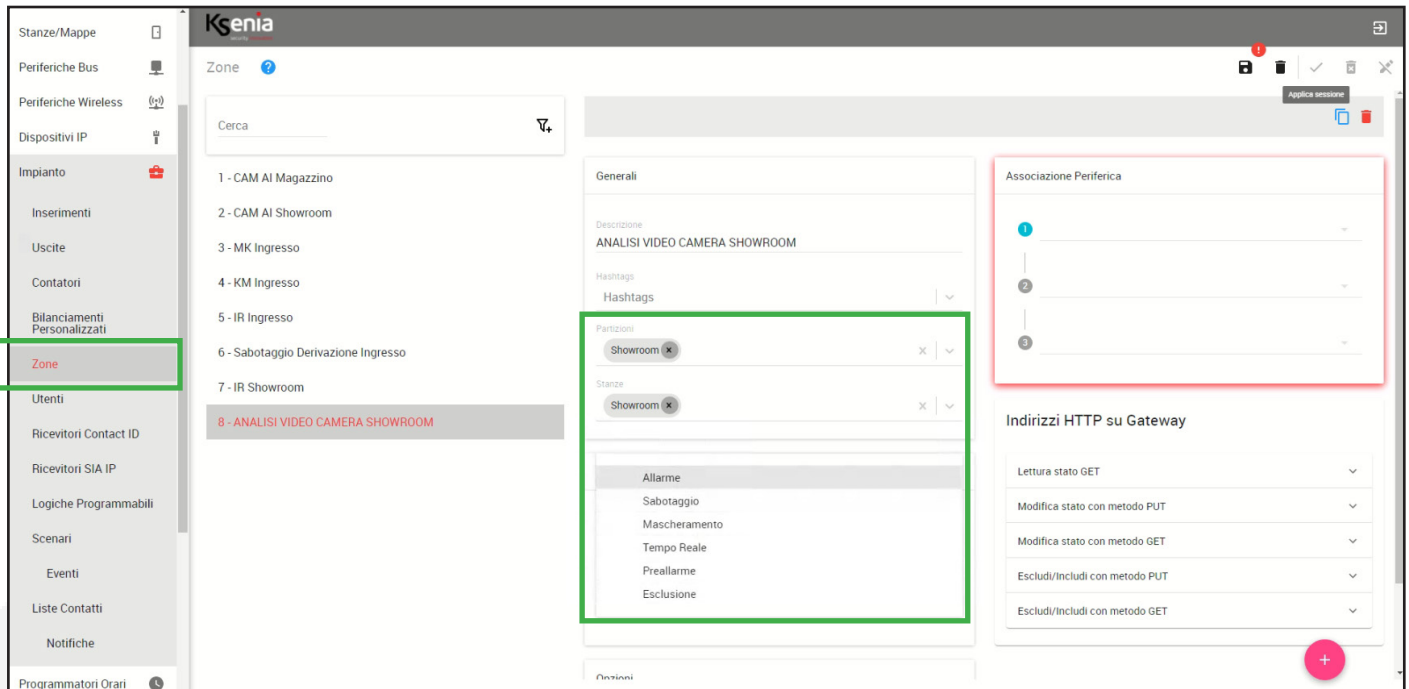 Stanze/Mappe
Periferiche Bus
Periferiche Wireless
Dispositivi IP
Impianto
Inserimenti
Uscite
Contatori
Bilanciamenti
Personalizzati
Zone
Utenti
Ricevitori Contact ID
Ricevitori SIA IP
Logiche Programmabili
Scenari
Eventi
Liste Contatti
Notifiche
Programmatori Orari
Ksenia
Zone ?
!
Applica sessione
Cerca
1 - CAM AI Magazzino
2 - CAM AI Showroom
3 - MK Ingresso
4 - KM Ingresso
5 - IR Ingresso
6 - Sabotaggio Derivazione Ingresso
7 - IR Showroom
8 - ANALISI VIDEO CAMERA SHOWROOM
Generali
Descrizione
ANALISI VIDEO CAMERA SHOWROOM
Hashtags
Hashtags
Partizioni
Showroom
Stanze
Showroom
Allarme
Sabotaggio
Mascheramento
Tempo Reale
Preallarme
Esclusione
Opzioni
Associazione Periferica
1
2
3
Indirizzi HTTP su Gateway
Lettura stato GET
Modifica stato con metodo PUT
Modifica stato con metodo GET
Escludi/Includi con metodo PUT
Escludi/Includi con metodo GET